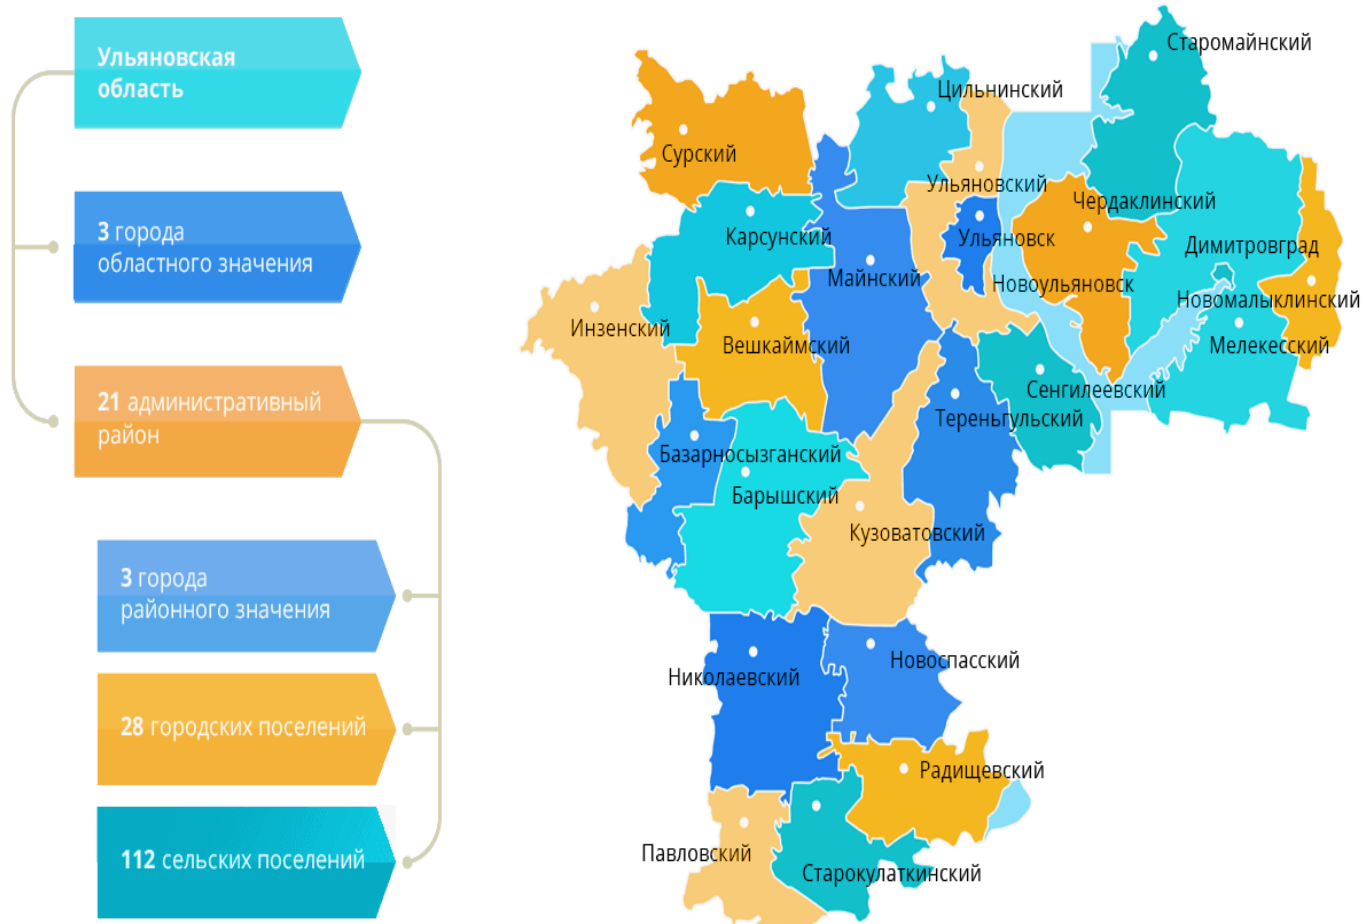 Ульяновская
область
3 города
областного значения
21 административный
район
3 города
районного значения
28 городских поселений
112 сельских поселений
Старомайнский
Цильнинский
Сурский
Ульяновский
Чердаклинский
Карсунский
Ульяновск
Димитровград
Майнский
Новоульяновск
Новомалыклинский
Инзенский
Вешкаймский
Мелекесский
Сенгилеевский
Тереньгульский
Базарносызганский
Барышский
Кузоватовский
Новоспасский
Николаевский
Радищевский
Павловский
Старокулаткинский